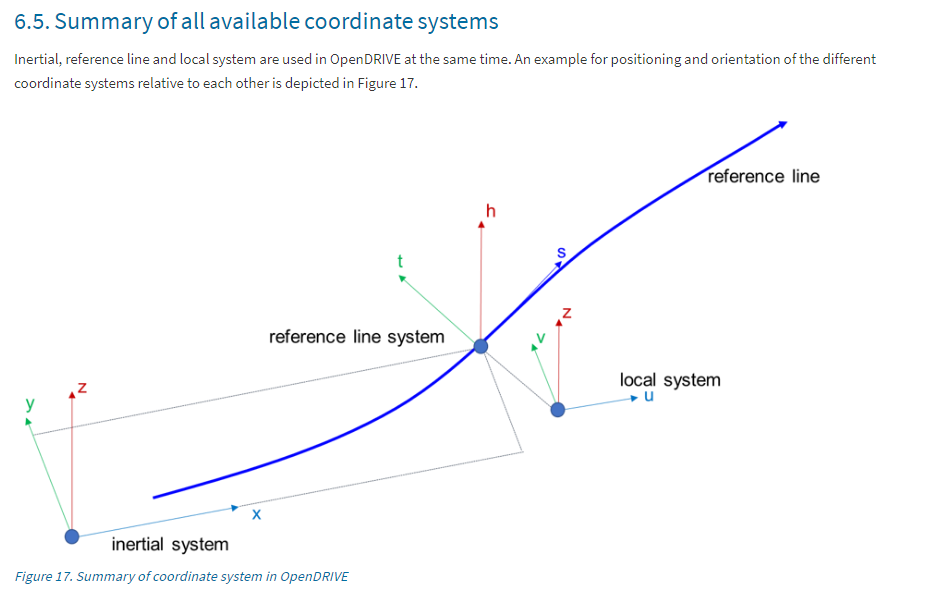 6.5. Summary of all available coordinate systems
Inertial, reference line and local system are used in OpenDRIVE at the same time. An example for positioning and orientation of the different
coordinate systems relative to each other is depicted in Figure 17.
reference line
h
s
t
z
reference line system
v
local system
u
z
y
x
inertial system
Figure 17. Summary of coordinate system in OpenDRIVE